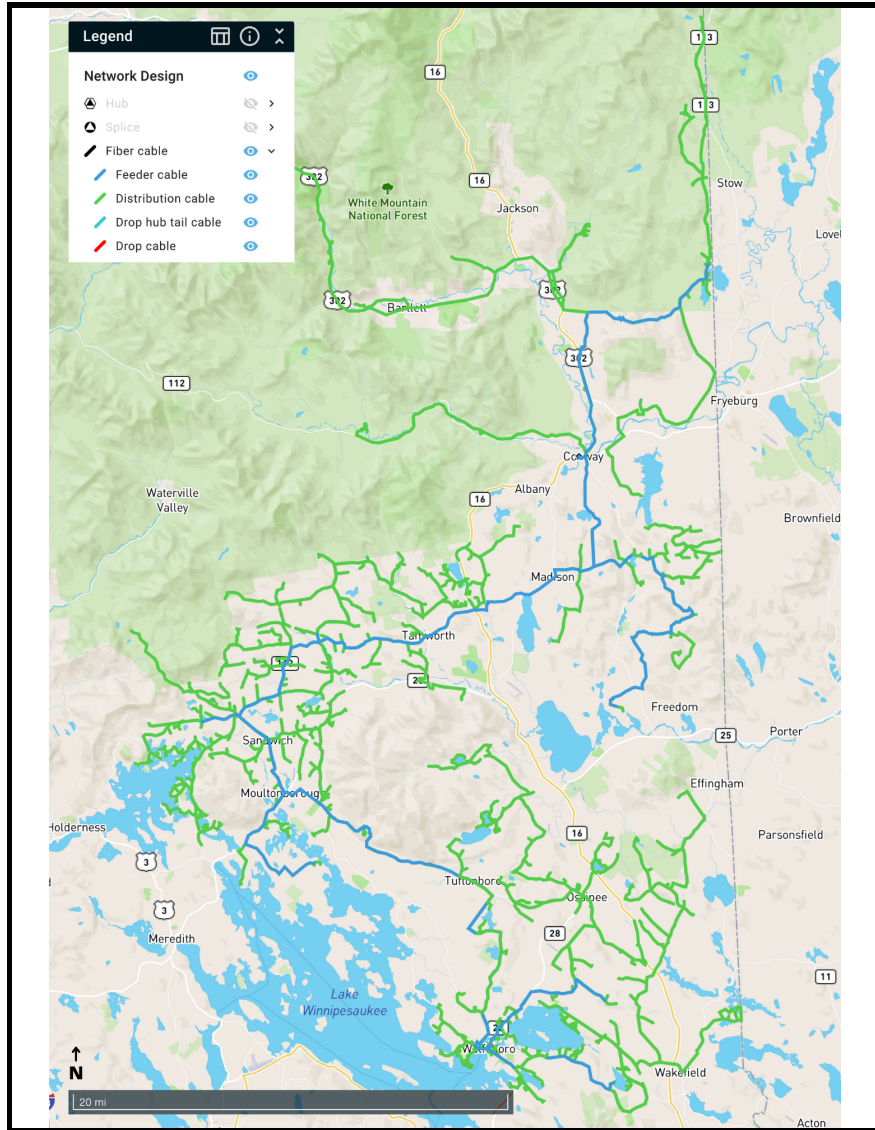 Legend
Network Design
Hub
Splice
Fiber cable
Feeder cable
Distribution cable
Drop hub tail cable
Drop cable
113
16
113
302
16
White Mountain
National Forest
Jackson
Stow
Lovel
302
302
Bartlett
302
112
Fryeburg
Conway
Albany
16
Waterville
Valley
Brownfield
Madison
Tamworth
113
25
Freedom
25
Porter
Sandwich
Effingham
Moultonborough
Holderness
16
Parsonsfield
3
Tuftonboro
Ossipee
3
28
Meredith
11
Lake
Winnipesaukee
28
Wolfeboro
N
Wakefield
20 mi
Acton